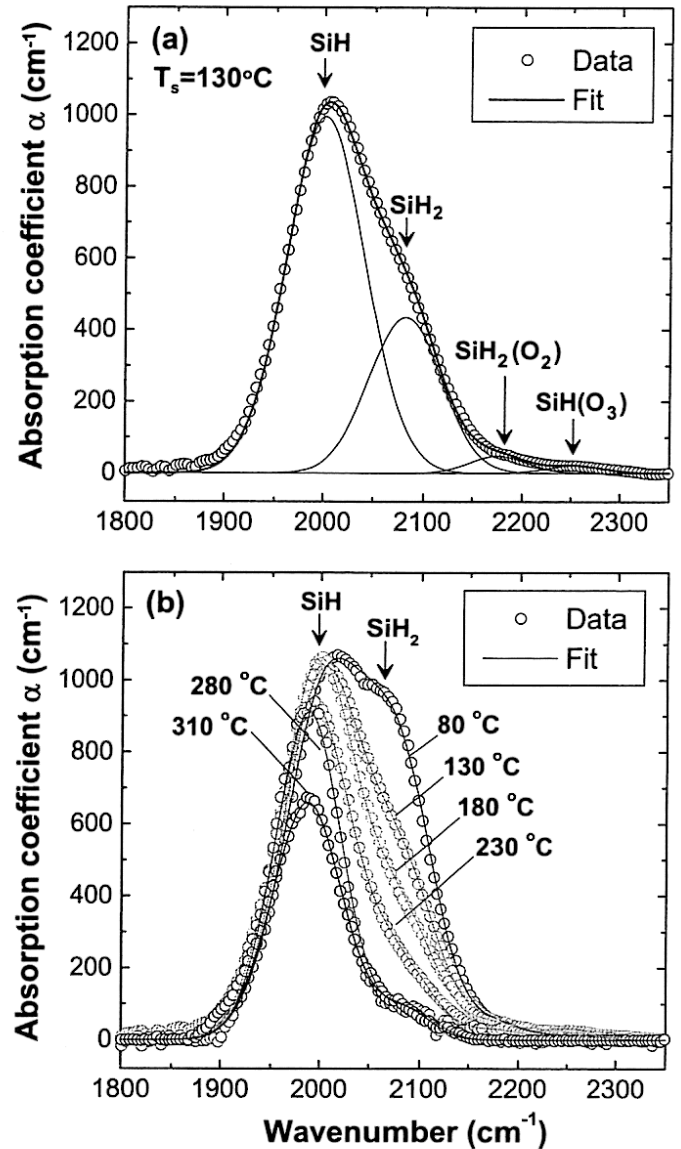 (a)
SiH
Tₛ=130°C
Data
Fit
SiH₂
SiH₂(O₂)
SiH(O₃)
Absorption coefficient α (cm⁻¹)
1200
1000
800
600
400
200
0
1800 1900 2000 2100 2200 2300
(b)
SiH
SiH₂
Data
Fit
280 °C
310 °C
80 °C
130 °C
180 °C
230 °C
Absorption coefficient α (cm⁻¹)
1200
1000
800
600
400
200
0
1800 1900 2000 2100 2200 2300
Wavenumber (cm⁻¹)